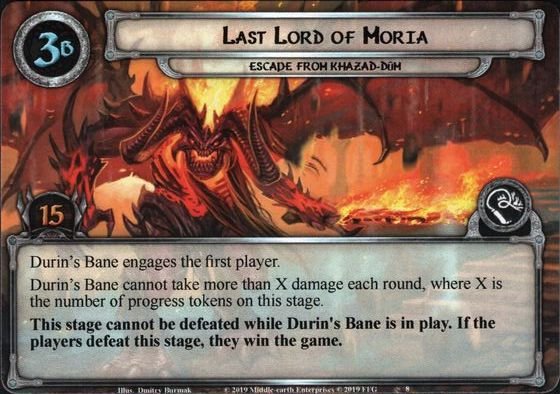 3B
LAST LORD OF MORIA
ESCAPE FROM KHAZAD-DÛM
15
Durin's Bane engages the first player.
Durin's Bane cannot take more than X damage each round, where X is
the number of progress tokens on this stage.
This stage cannot be defeated while Durin's Bane is in play. If the
players defeat this stage, they win the game.
Illus. Dmitry Burmak © 2019 Middle-earth Enterprises © 2019 FFG 8